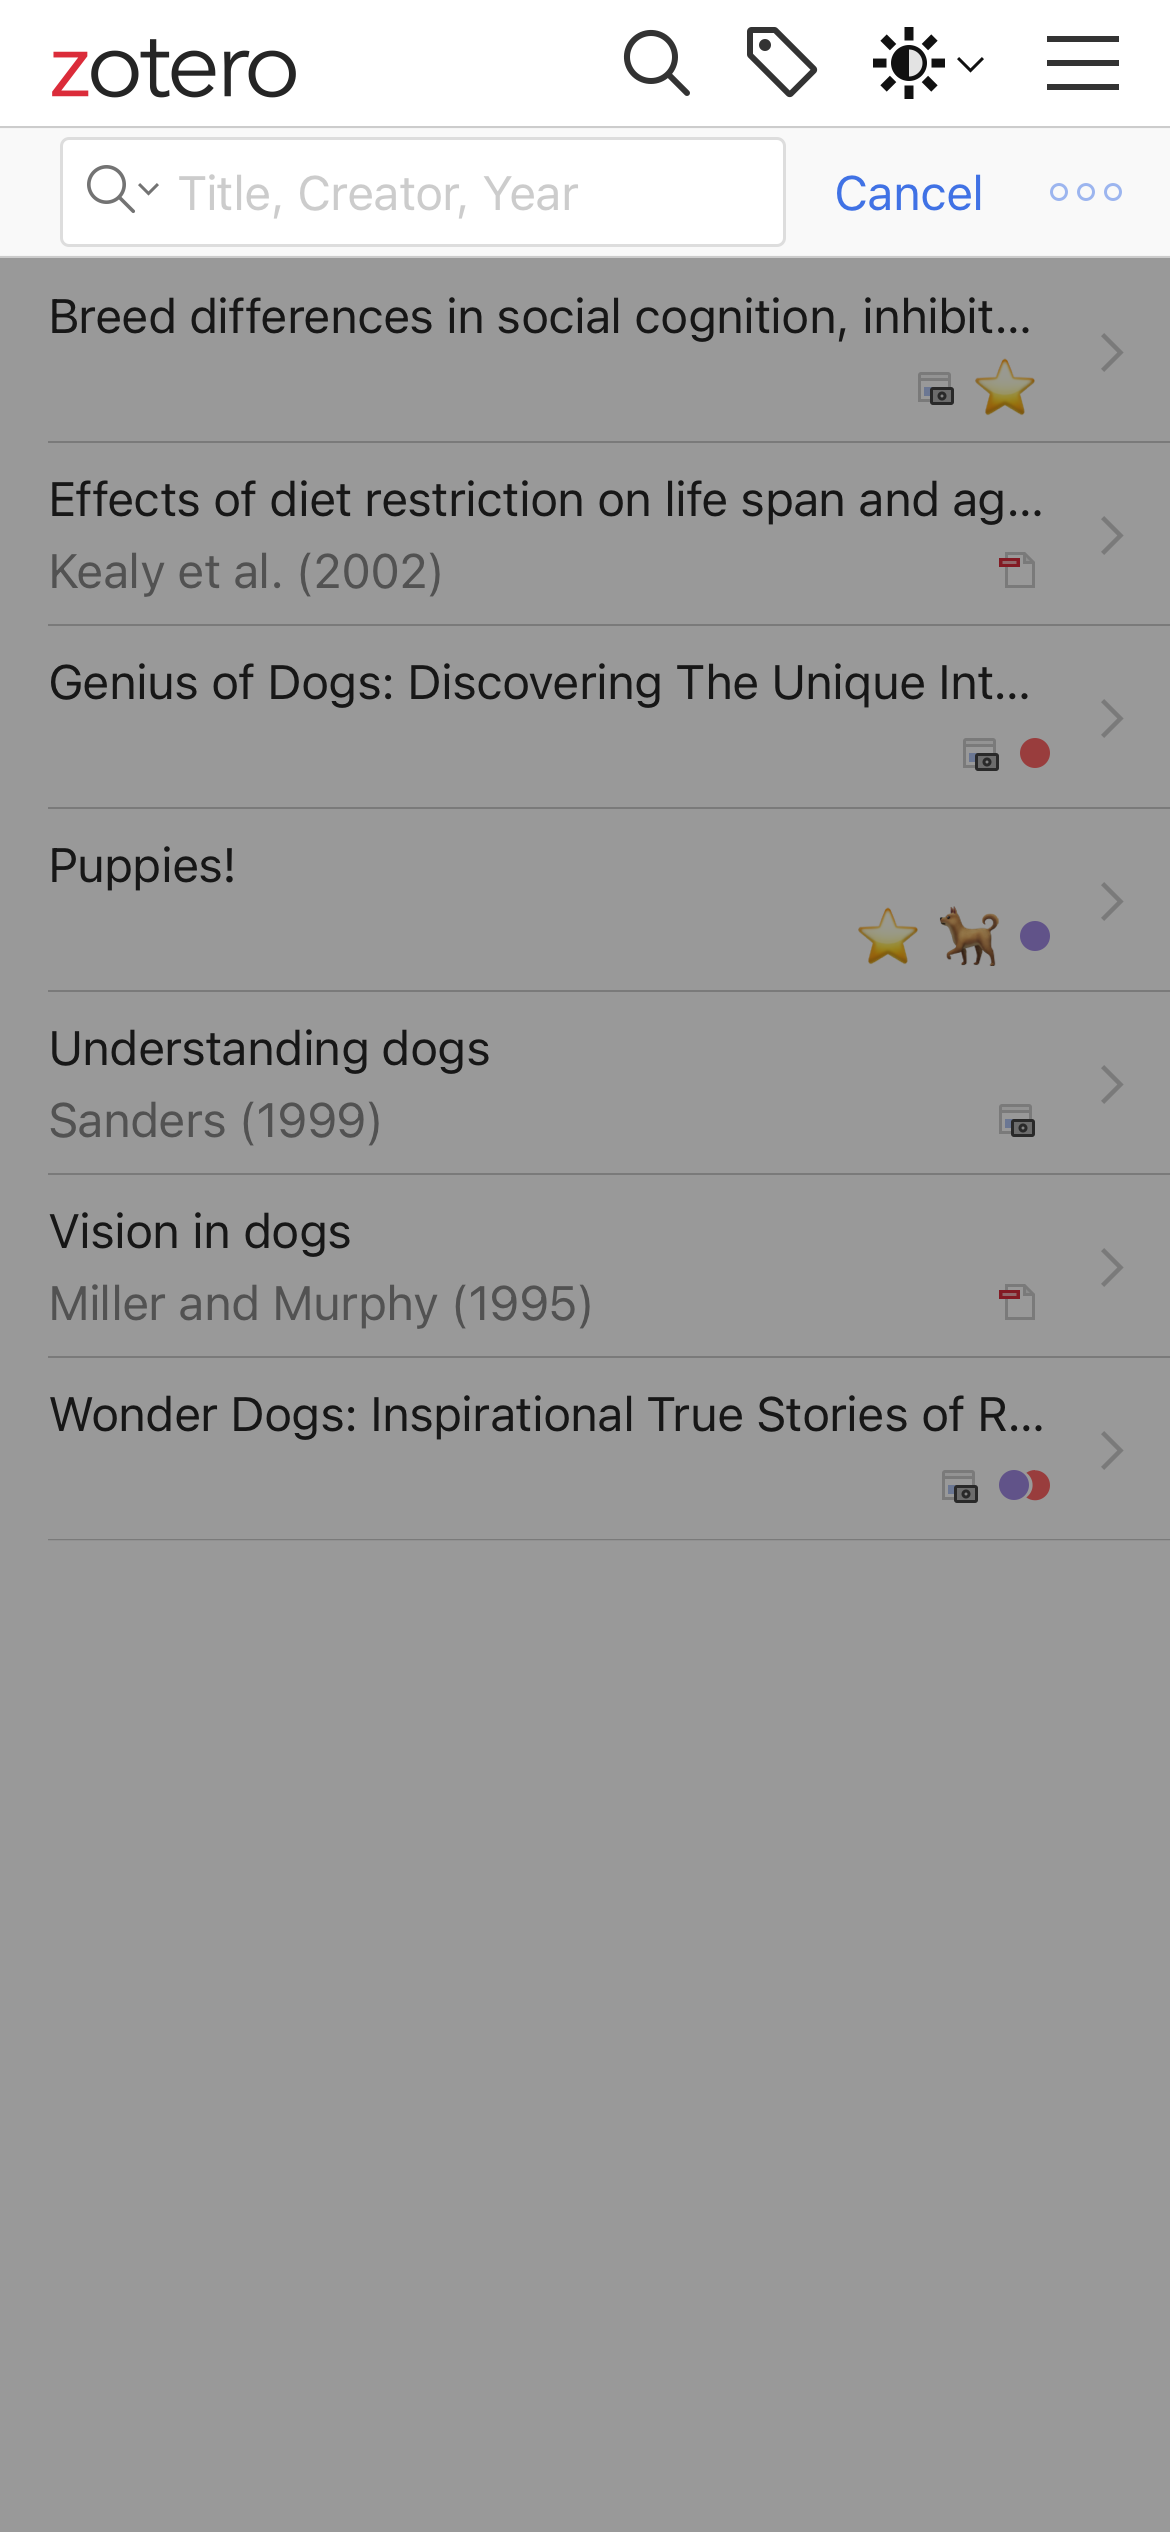 zotero
Title, Creator, Year
Cancel
Breed differences in social cognition, inhibit...
Effects of diet restriction on life span and ag...
Kealy et al. (2002)
Genius of Dogs: Discovering The Unique Int...
Puppies!
Understanding dogs
Sanders (1999)
Vision in dogs
Miller and Murphy (1995)
Wonder Dogs: Inspirational True Stories of R...